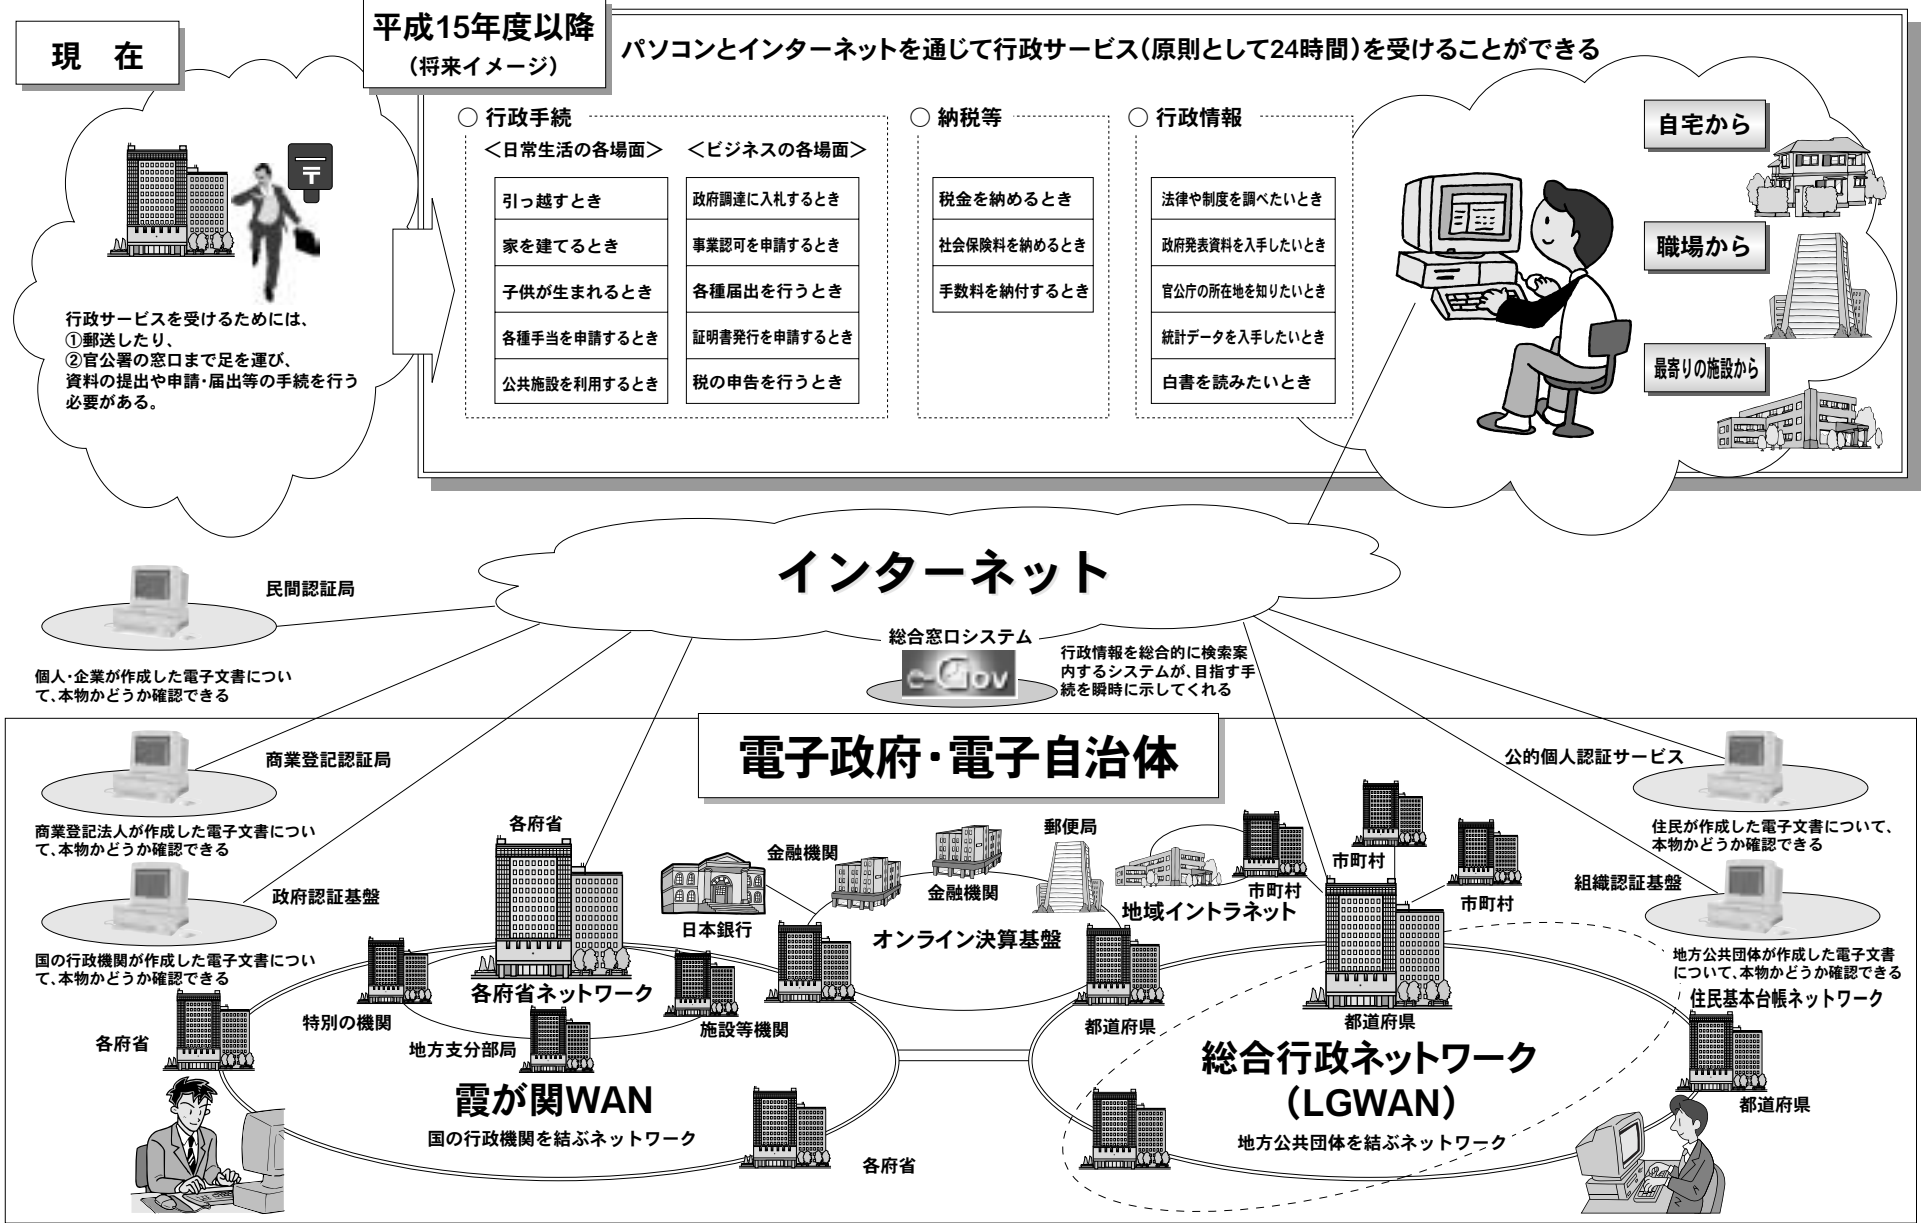 現　在
平成15年度以降
（将来イメージ）
パソコンとインターネットを通じて行政サービス（原則として24時間）を受けることができる
行政サービスを受けるためには、
①郵送したり、
②官公署の窓口まで足を運び、
資料の提出や申請・届出等の手続を行う
必要がある。
○ 行政手続
＜日常生活の各場面＞
引っ越すとき
家を建てるとき
子供が生まれるとき
各種手当を申請するとき
公共施設を利用するとき
＜ビジネスの各場面＞
政府調達に入札するとき
事業認可を申請するとき
各種届出を行うとき
証明書発行を申請するとき
税の申告を行うとき
○ 納税等
税金を納めるとき
社会保険料を納めるとき
手数料を納付するとき
○ 行政情報
法律や制度を調べたいとき
政府発表資料を入手したいとき
官公庁の所在地を知りたいとき
統計データを入手したいとき
白書を読みたいとき
自宅から
職場から
最寄りの施設から
インターネット
民間認証局
個人・企業が作成した電子文書につい
て、本物かどうか確認できる
総合窓口システム
e-Gov
行政情報を総合的に検索案
内するシステムが、目指す手
続を瞬時に示してくれる
電子政府・電子自治体
商業登記認証局
商業登記法人が作成した電子文書につい
て、本物かどうか確認できる
政府認証基盤
国の行政機関が作成した電子文書につい
て、本物かどうか確認できる
公的個人認証サービス
住民が作成した電子文書について、
本物かどうか確認できる
組織認証基盤
地方公共団体が作成した電子文書
について、本物かどうか確認できる
住民基本台帳ネットワーク
各府省
各府省ネットワーク
特別の機関
地方支分部局
施設等機関
各府省
霞が関WAN
国の行政機関を結ぶネットワーク
各府省
日本銀行
金融機関
金融機関
郵便局
オンライン決算基盤
地域イントラネット
市町村
市町村
市町村
都道府県
都道府県
都道府県
総合行政ネットワーク
（LGWAN）
地方公共団体を結ぶネットワーク